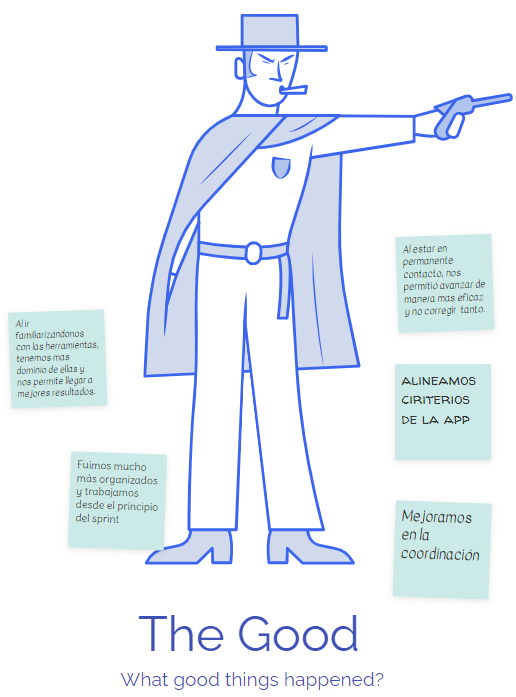 Al estar en
permanente
contacto, nos
permitió avanzar de
manera mas eficaz
y no corregir tanto.
Al ir
familiarizándonos
con las herramientas,
tenemos mas
dominio de ellas y
nos permite llegar a
mejores resultados.
ALINEAMOS
CIRITERIOS
DE LA APP
Fuimos mucho
más organizados
y trabajamos
desde el principio
del sprint
Mejoramos
en la
coordinación
The Good
What good things happened?